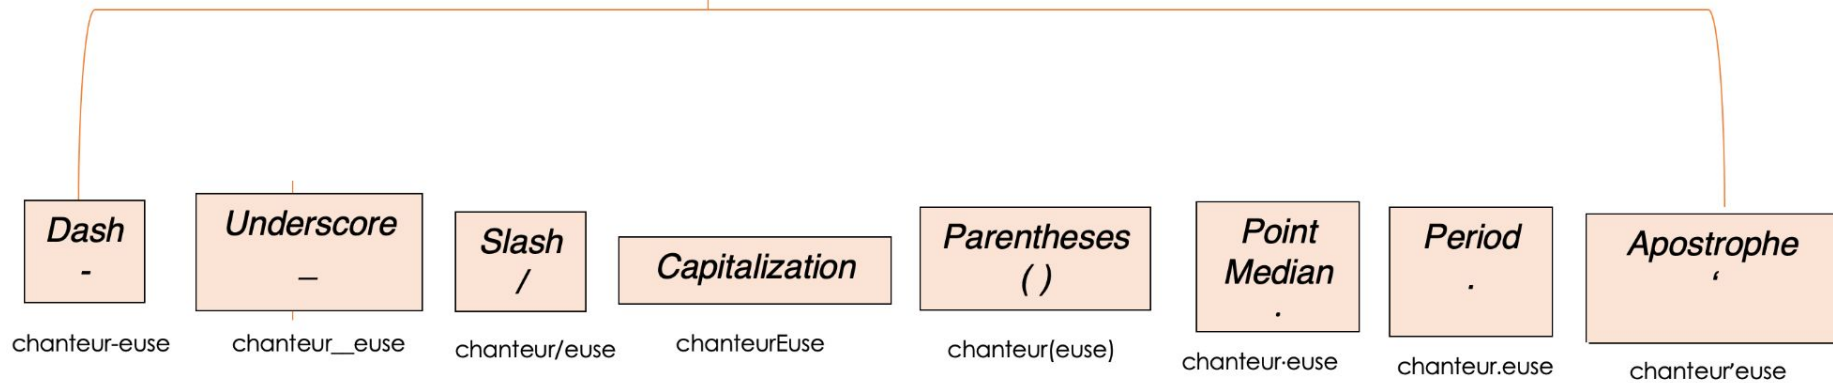 Dash
-
Underscore
_
Slash
/
Capitalization
Parentheses
( )
Point
Median
.
Period
.
Apostrophe
‘
chanteur-euse
chanteur__euse
chanteur/euse
chanteurEuse
chanteur(euse)
chanteur·euse
chanteur.euse
chanteur’euse